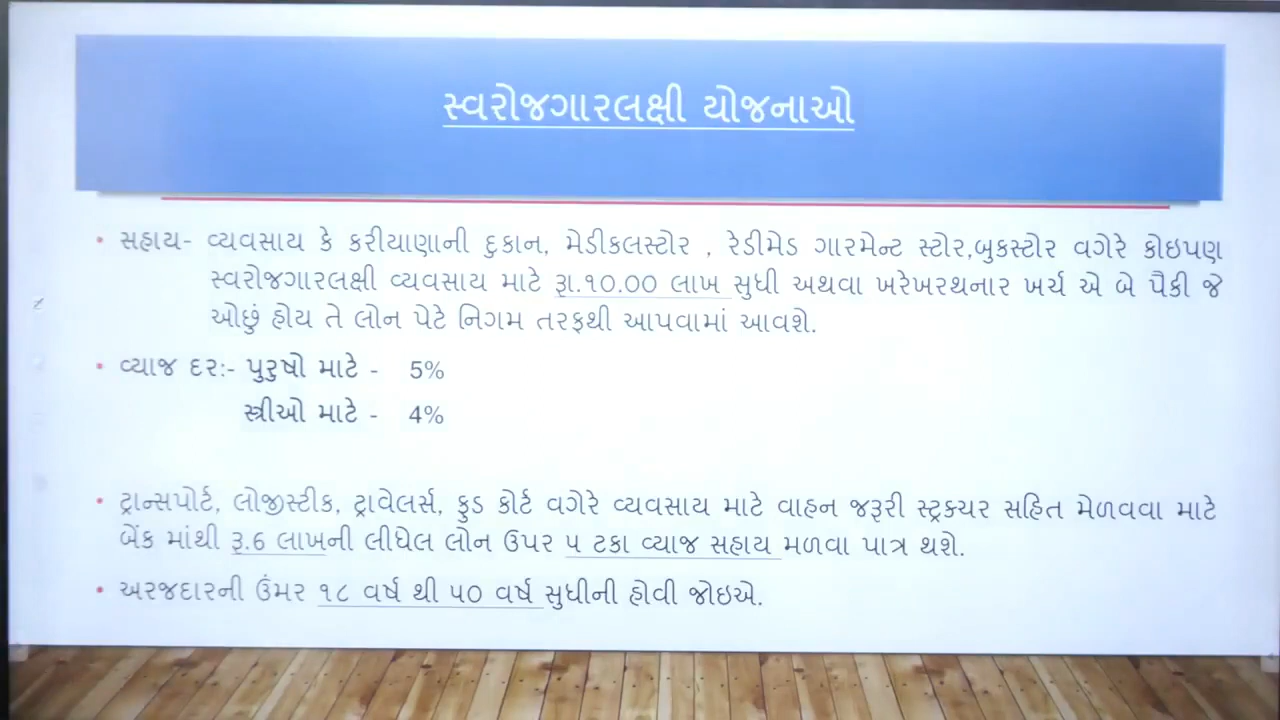 સ્વરોજગારલક્ષી યોજનાઓ
• સહાય- વ્યવસાય કે કરીયાણાની દુકાન, મેડીકલસ્ટોર , રેડીમેડ ગારમેન્ટ સ્ટોર,બુકસ્ટોર વગેરે કોઇપણ
સ્વરોજગારલક્ષી વ્યવસાય માટે રૂા.૧૦.00 લાખ સુધી અથવા ખરેખરથનાર ખર્ચ એ બે પૈકી જે
ઓછું હોય તે લોન પેટે નિગમ તરફથી આપવામાં આવશે.
• વ્યાજ દર:- પુરુષો માટે - 5%
સ્ત્રીઓ માટે - 4%
• ટ્રાન્સપોર્ટ, લોજીસ્ટીક, ટ્રાવેલર્સ, ફુડ કોર્ટ વગેરે વ્યવસાય માટે વાહન જરૂરી સ્ટ્રક્ચર સહિત મેળવવા માટે
બેંક માંથી રૂ.6 લાખની લીધેલ લોન ઉપર ૫ ટકા વ્યાજ સહાય મળવા પાત્ર થશે.
• અરજદારની ઉંમર ૧૮ વર્ષ થી ૫૦ વર્ષ સુધીની હોવી જોઇએ.